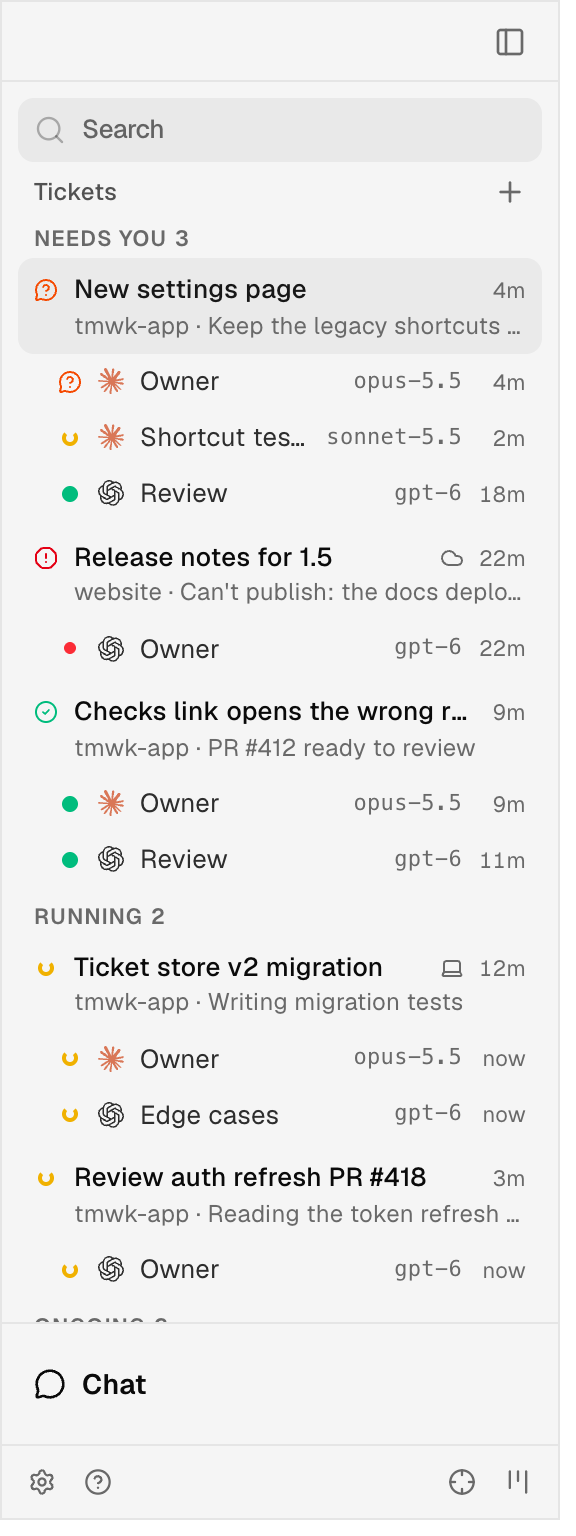 Search
Tickets
NEEDS YOU 3
New settings page 4m
tmwk-app · Keep the legacy shortcuts ...
Owner opus-5.5 4m
Shortcut tes... sonnet-5.5 2m
Review gpt-6 18m
Release notes for 1.5 22m
website · Can't publish: the docs deplo...
Owner gpt-6 22m
Checks link opens the wrong r... 9m
tmwk-app · PR #412 ready to review
Owner opus-5.5 9m
Review gpt-6 11m
RUNNING 2
Ticket store v2 migration 12m
tmwk-app · Writing migration tests
Owner opus-5.5 now
Edge cases gpt-6 now
Review auth refresh PR #418 3m
tmwk-app · Reading the token refresh ...
Owner gpt-6 now
Chat